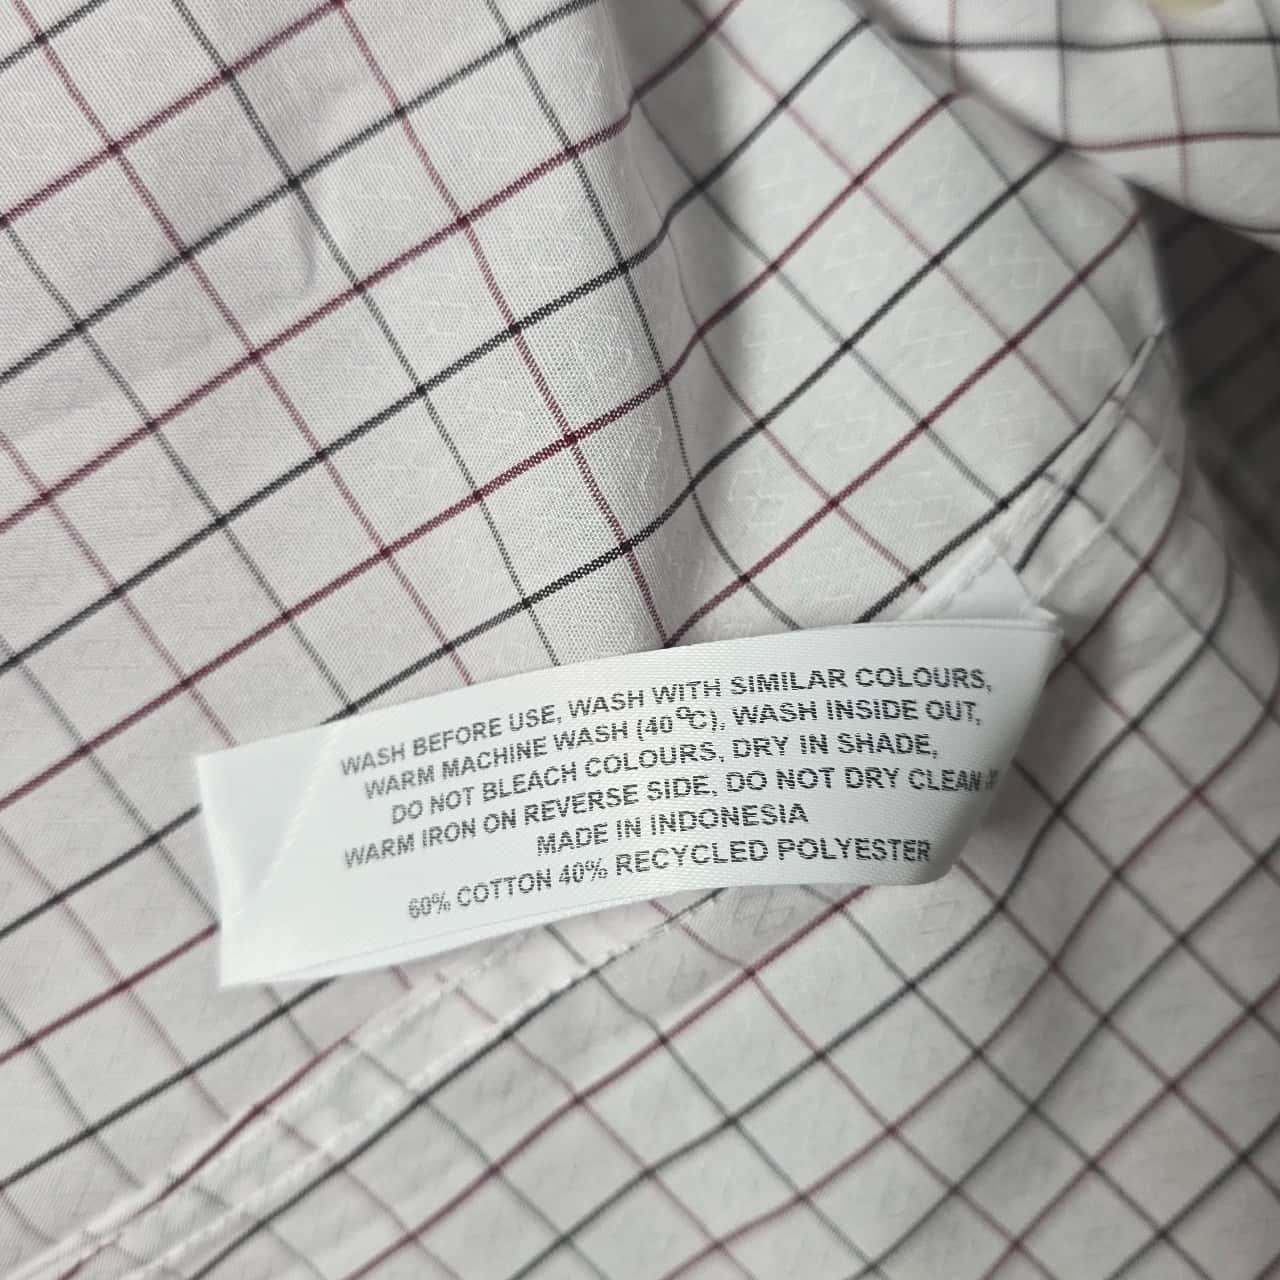 WASH BEFORE USE, WASH WITH SIMILAR COLOURS,
WARM MACHINE WASH (40°C), WASH INSIDE OUT,
DO NOT BLEACH COLOURS, DRY IN SHADE,
WARM IRON ON REVERSE SIDE, DO NOT DRY CLEAN
MADE IN INDONESIA
60% COTTON 40% RECYCLED POLYESTER